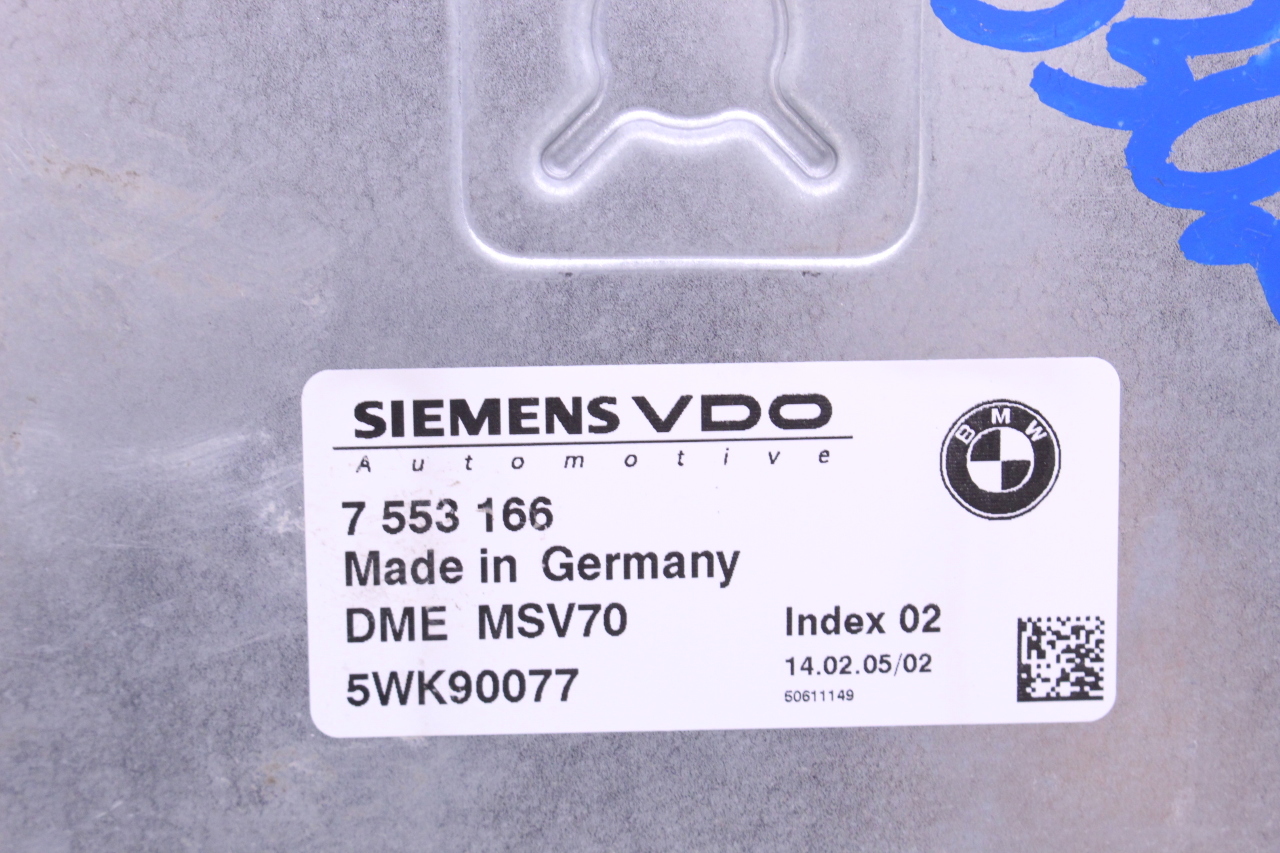 SIEMENS VDO
Automotive
BMW
7 553 166
Made in Germany
DME MSV70
Index 02
14.02.05/02
5WK90077
50611149